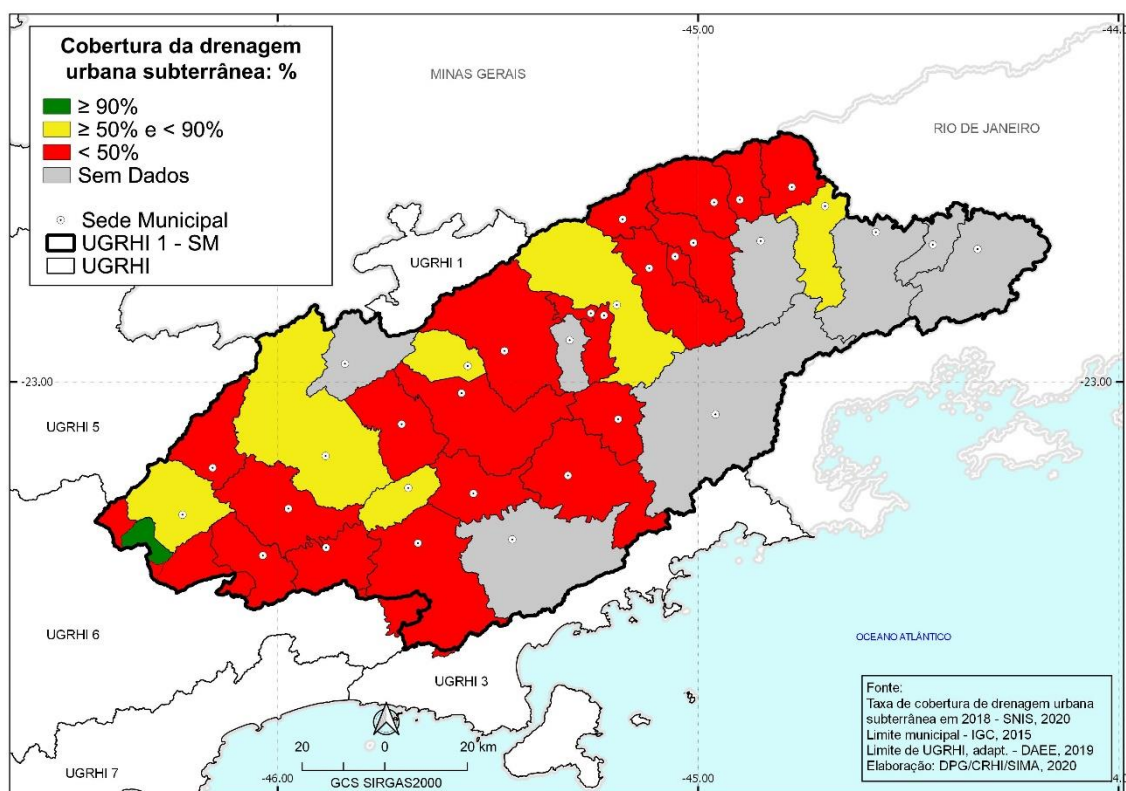 -45.00
-44.0
Cobertura da drenagem
urbana subterrânea: %
≥ 90%
≥ 50% e < 90%
< 50%
Sem Dados
Sede Municipal
UGRHI 1 - SM
UGRHI
MINAS GERAIS
RIO DE JANEIRO
UGRHI 1
-23.00
-23.00
UGRHI 5
UGRHI 6
OCEANO ATLÂNTICO
UGRHI 3
Fonte:
Taxa de cobertura de drenagem urbana
subterrânea em 2018 - SNIS, 2020
Limite municipal - IGC, 2015
Limite de UGRHI, adapt. - DAEE, 2019
Elaboração: DPG/CRHI/SIMA, 2020
20 0 20 km
UGRHI 7
-46.00
GCS SIRGAS2000
-45.00